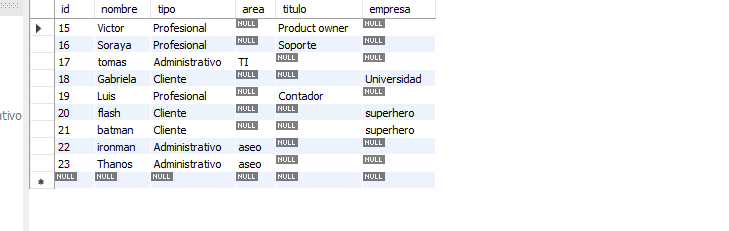 id nombre tipo area titulo empresa
15 Victor Profesional NULL Product owner NULL
16 Soraya Profesional NULL Soporte NULL
17 tomas Administrativo TI NULL NULL
18 Gabriela Cliente NULL NULL Universidad
19 Luis Profesional NULL Contador NULL
ativo 20 flash Cliente NULL NULL superhero
21 batman Cliente NULL NULL superhero
22 ironman Administrativo aseo NULL NULL
23 Thanos Administrativo aseo NULL NULL
NULL NULL NULL NULL NULL NULL